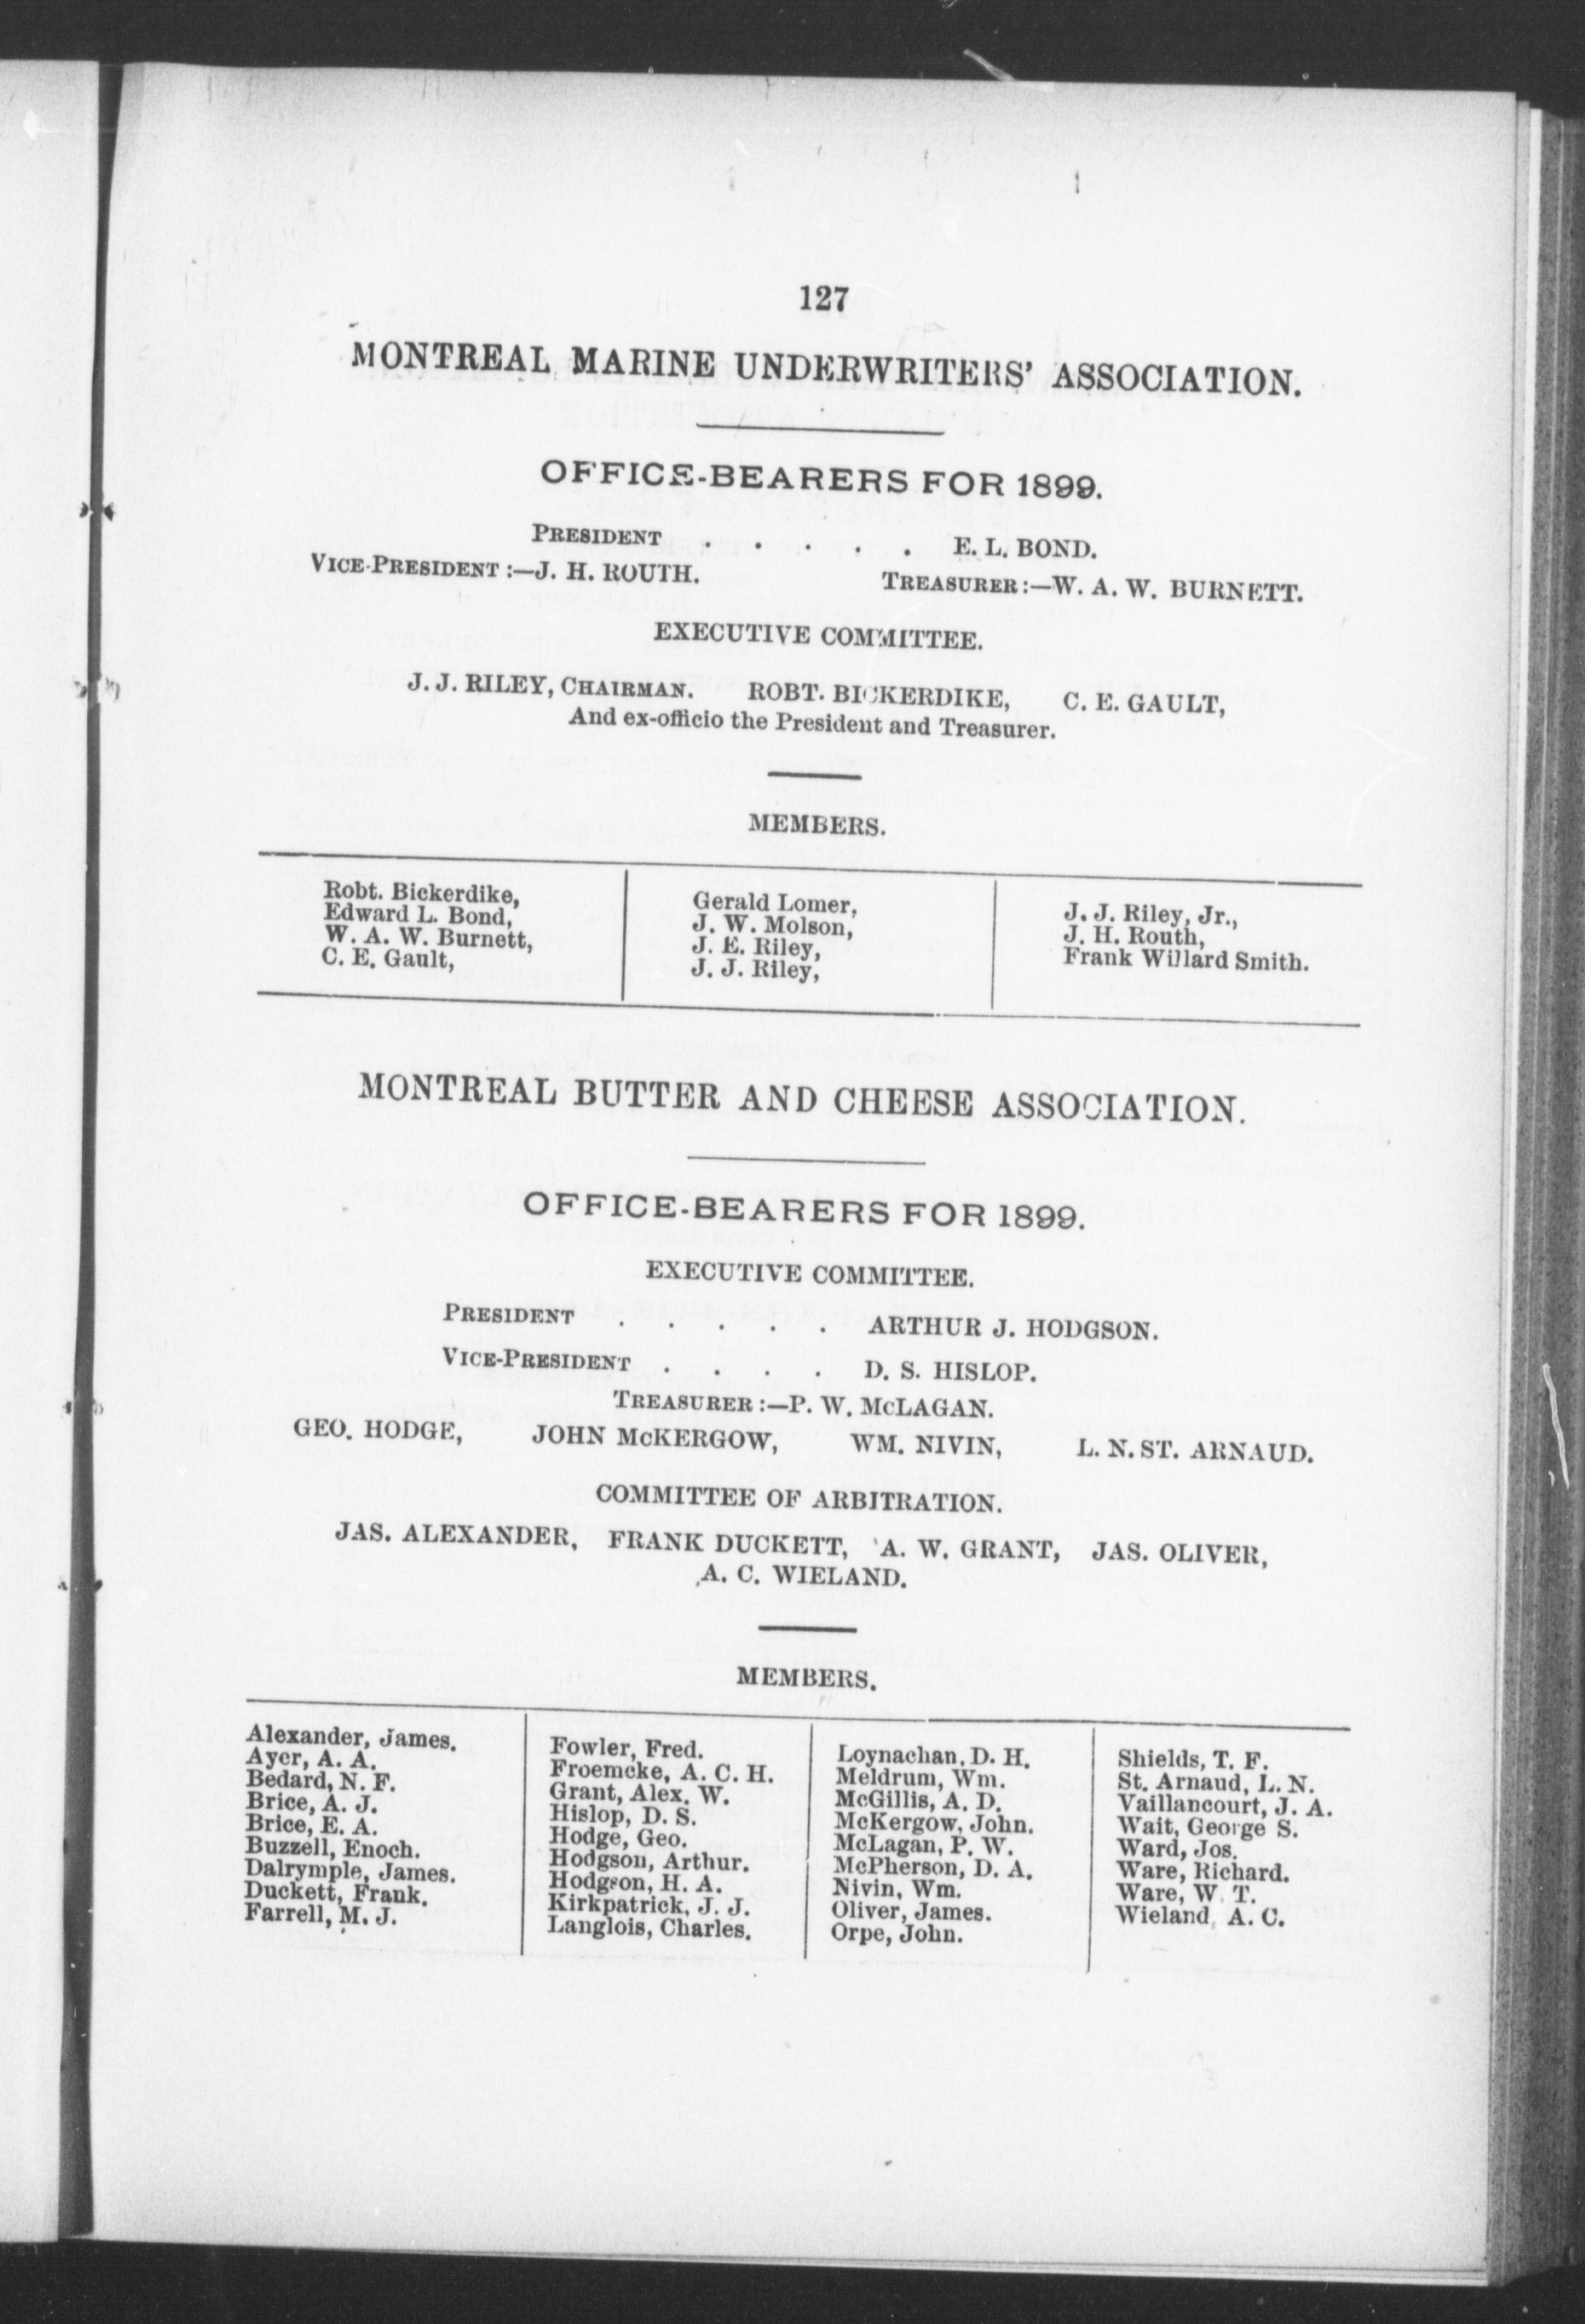 127
MONTREAL MARINE UNDERWRITERS' ASSOCIATION.
OFFICE-BEARERS FOR 1899.
PRESIDENT . . . . . E. L. BOND.
VICE-PRESIDENT :—J. H. ROUTH. TREASURER :—W. A. W. BURNETT.
EXECUTIVE COMMITTEE.
J. J. RILEY, CHAIRMAN. ROBT. BICKERDIKE, C. E. GAULT,
And ex-officio the President and Treasurer.
MEMBERS.
Robt. Bickerdike,
Edward L. Bond,
W. A. W. Burnett,
C. E. Gault,
Gerald Lomer,
J. W. Molson,
J. E. Riley,
J. J. Riley,
J. J. Riley, Jr.,
J. H. Routh,
Frank Willard Smith.
MONTREAL BUTTER AND CHEESE ASSOCIATION.
OFFICE-BEARERS FOR 1899.
EXECUTIVE COMMITTEE.
PRESIDENT . . . . . ARTHUR J. HODGSON.
VICE-PRESIDENT . . . . D. S. HISLOP.
TREASURER :—P. W. McLAGAN.
GEO. HODGE, JOHN McKERGOW, WM. NIVIN, L. N. ST. ARNAUD.
COMMITTEE OF ARBITRATION.
JAS. ALEXANDER, FRANK DUCKETT, A. W. GRANT, JAS. OLIVER,
A. C. WIELAND.
MEMBERS.
Alexander, James.
Ayer, A. A.
Bedard, N. F.
Brice, A. J.
Brice, E. A.
Buzzell, Enoch.
Dalrymple, James.
Duckett, Frank.
Farrell, M. J.
Fowler, Fred.
Froemcke, A. C. H.
Grant, Alex. W.
Hislop, D. S.
Hodge, Geo.
Hodgson, Arthur.
Hodgson, H. A.
Kirkpatrick, J. J.
Langlois, Charles.
Loynachan, D. H.
Meldrum, Wm.
McGillis, A. D.
McKergow, John.
McLagan, P. W.
McPherson, D. A.
Nivin, Wm.
Oliver, James.
Orpe, John.
Shields, T. F.
St. Arnaud, L. N.
Vaillancourt, J. A.
Wait, George S.
Ward, Jos.
Ware, Richard.
Ware, W. T.
Wieland, A. C.